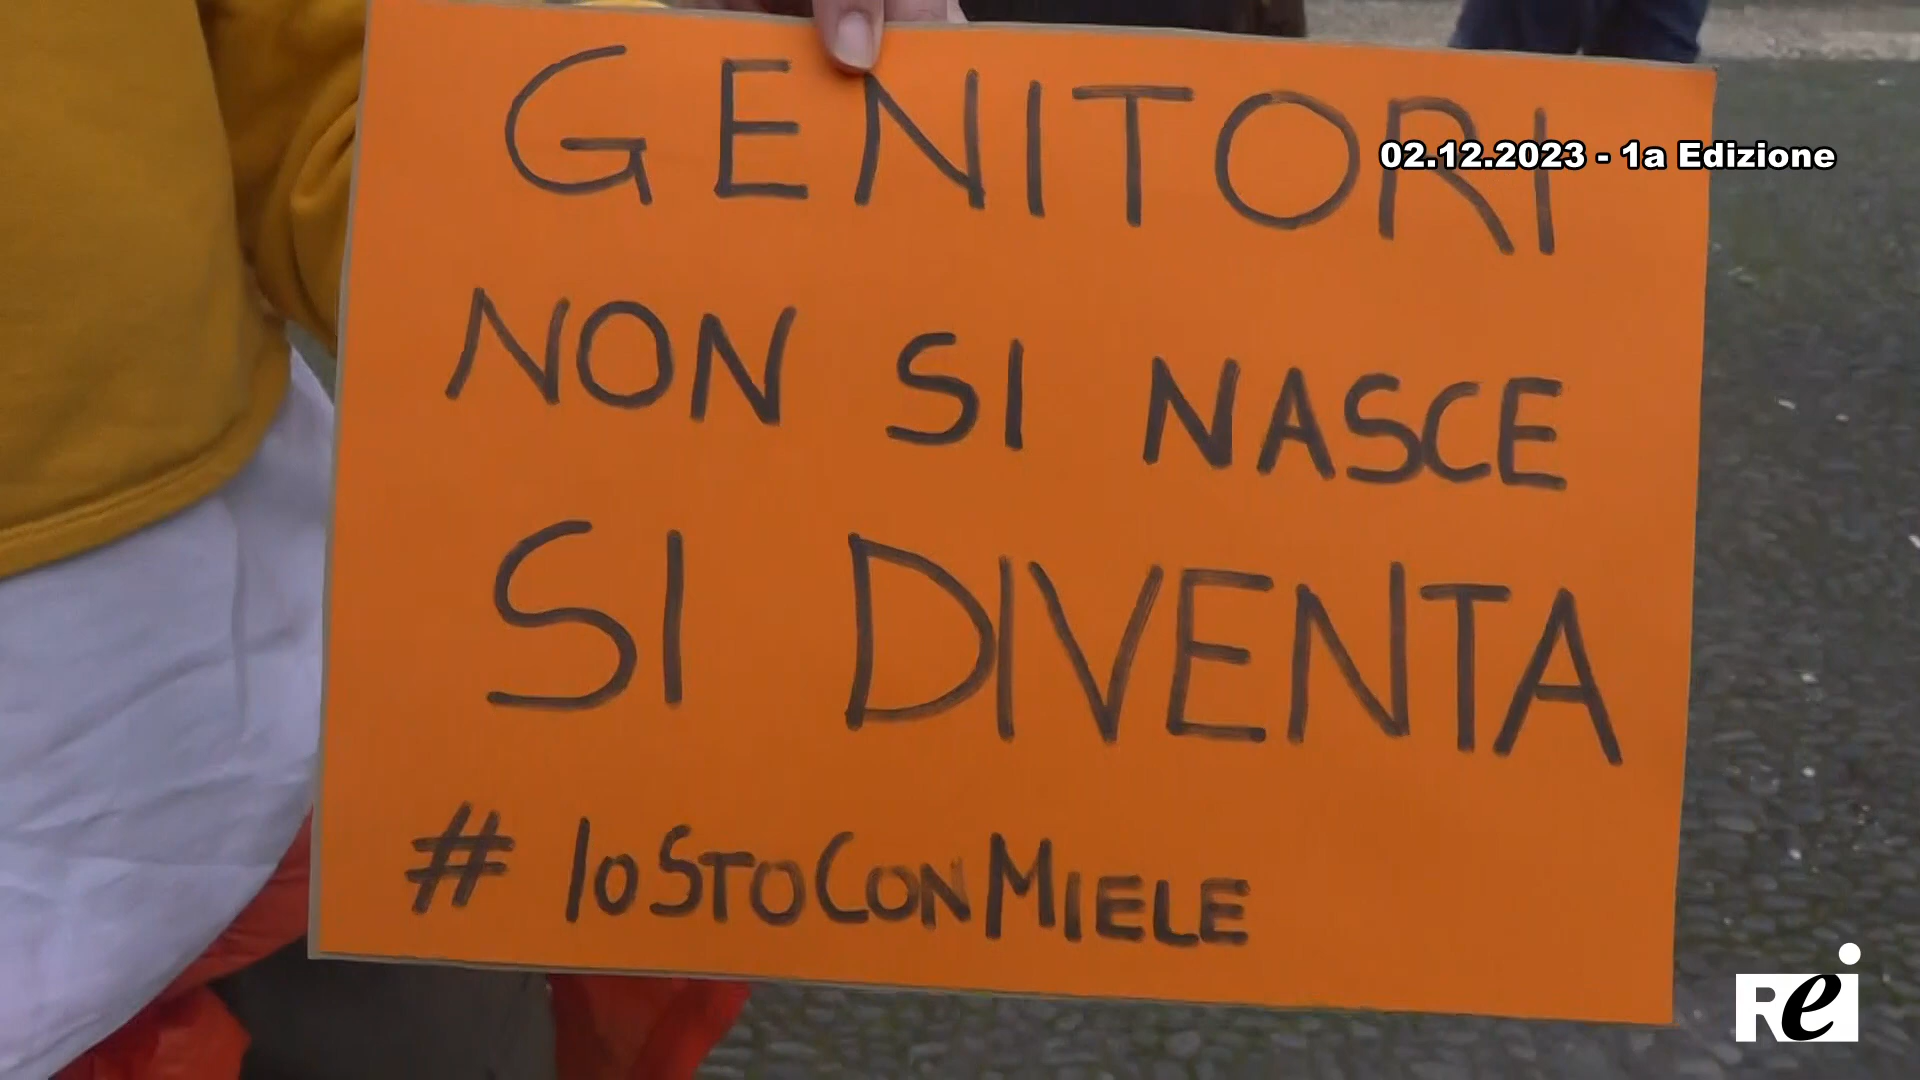 GENITORI
02.12.2023 - 1a Edizione
NON SI NASCE
SI DIVENTA
# IoSTOCONMIELE
Rei